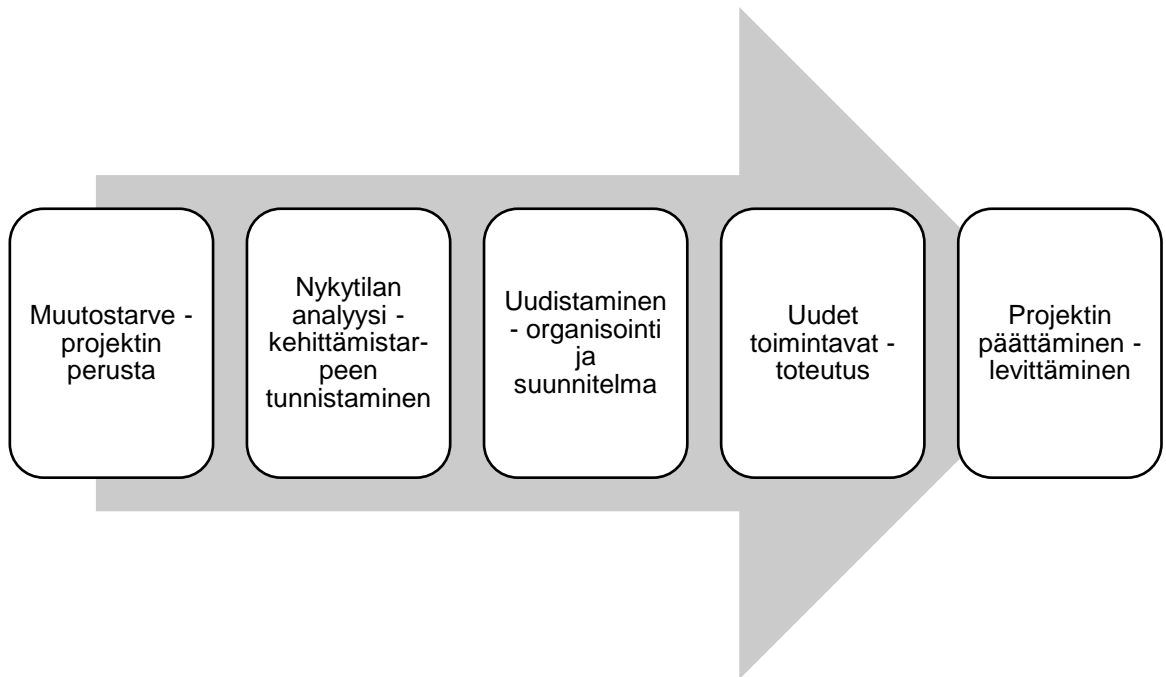 Muutostarve -
projektin
perusta
Nykytilan
analyysi -
kehittämistar-
peen
tunnistaminen
Uudistaminen
- organisointi
ja
suunnitelma
Uudet
toimintavat -
toteutus
Projektin
päättäminen -
levittäminen